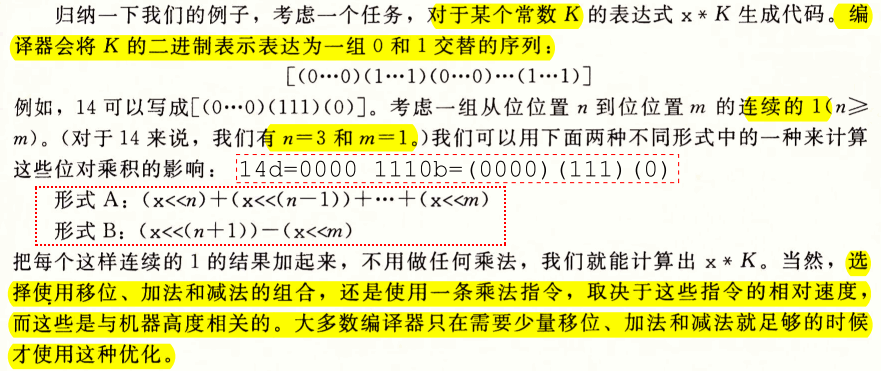 归纳一下我们的例子，考虑一个任务，对于某个常数 K 的表达式 x * K 生成代码。编
译器会将 K 的二进制表示表达为一组 0 和 1 交替的序列：
[(0…0)(1…1)(0…0)…(1…1)]
例如，14 可以写成[(0…0)(111)(0)]。考虑一组从位位置 n 到位位置 m 的连续的 1(n≥
m)。(对于 14 来说，我们有 n=3 和 m=1。)我们可以用下面两种不同形式中的一种来计算
这些位对乘积的影响： 14d=0000 1110b=(0000)(111)(0)
形式 A：(x<<n)+(x<<(n-1))+…+(x<<m)
形式 B：(x<<(n+1))-(x<<m)
把每个这样连续的 1 的结果加起来，不用做任何乘法，我们就能计算出 x * K。当然，选
择使用移位、加法和减法的组合，还是使用一条乘法指令，取决于这些指令的相对速度，
而这些是与机器高度相关的。大多数编译器只在需要少量移位、加法和减法就足够的时候
才使用这种优化。